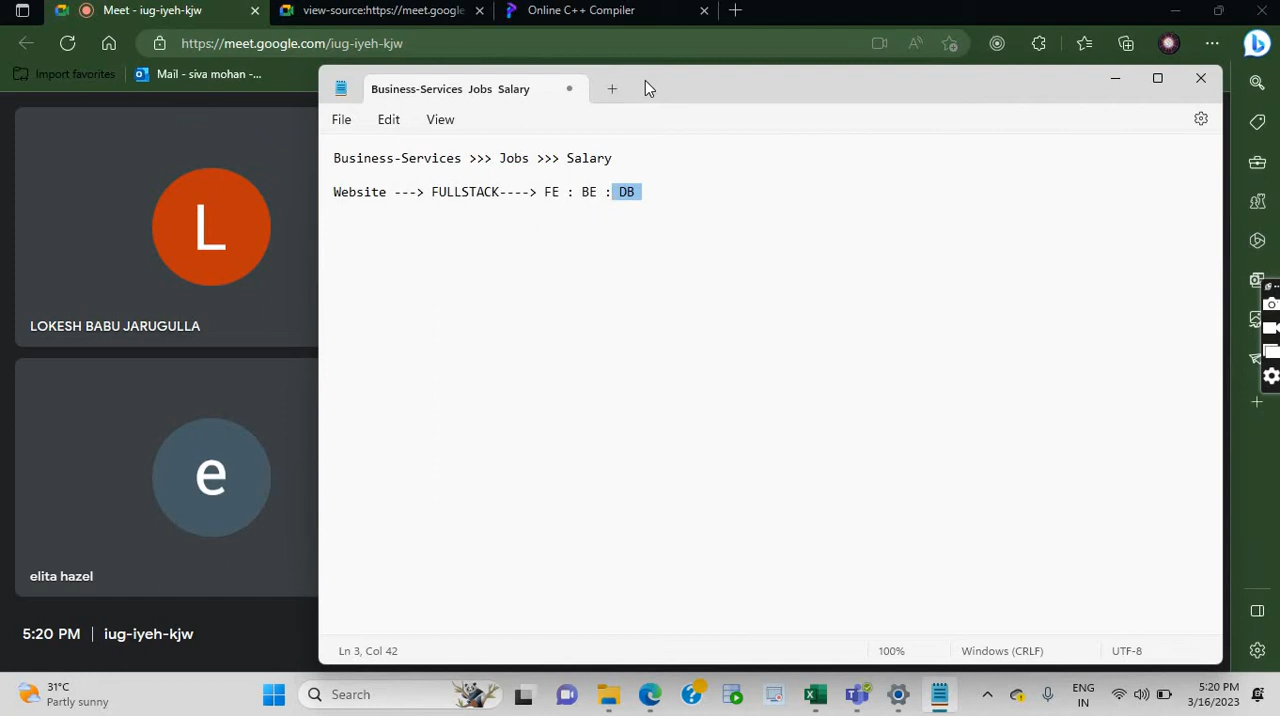 Meet - iug-iyeh-kjw
view-source:https://meet.google
Online C++ Compiler
https://meet.google.com/iug-iyeh-kjw
Import favorites
Mail - siva mohan -...
Business-Services Jobs Salary
File Edit View
Business-Services >>> Jobs >>> Salary
Website ---> FULLSTACK----> FE : BE : DB
L
LOKESH BABU JARUGULLA
e
elita hazel
5:20 PM | iug-iyeh-kjw
Ln 3, Col 42
100%
Windows (CRLF)
UTF-8
31°C
Partly sunny
Search
ENG
IN
5:20 PM
3/16/2023